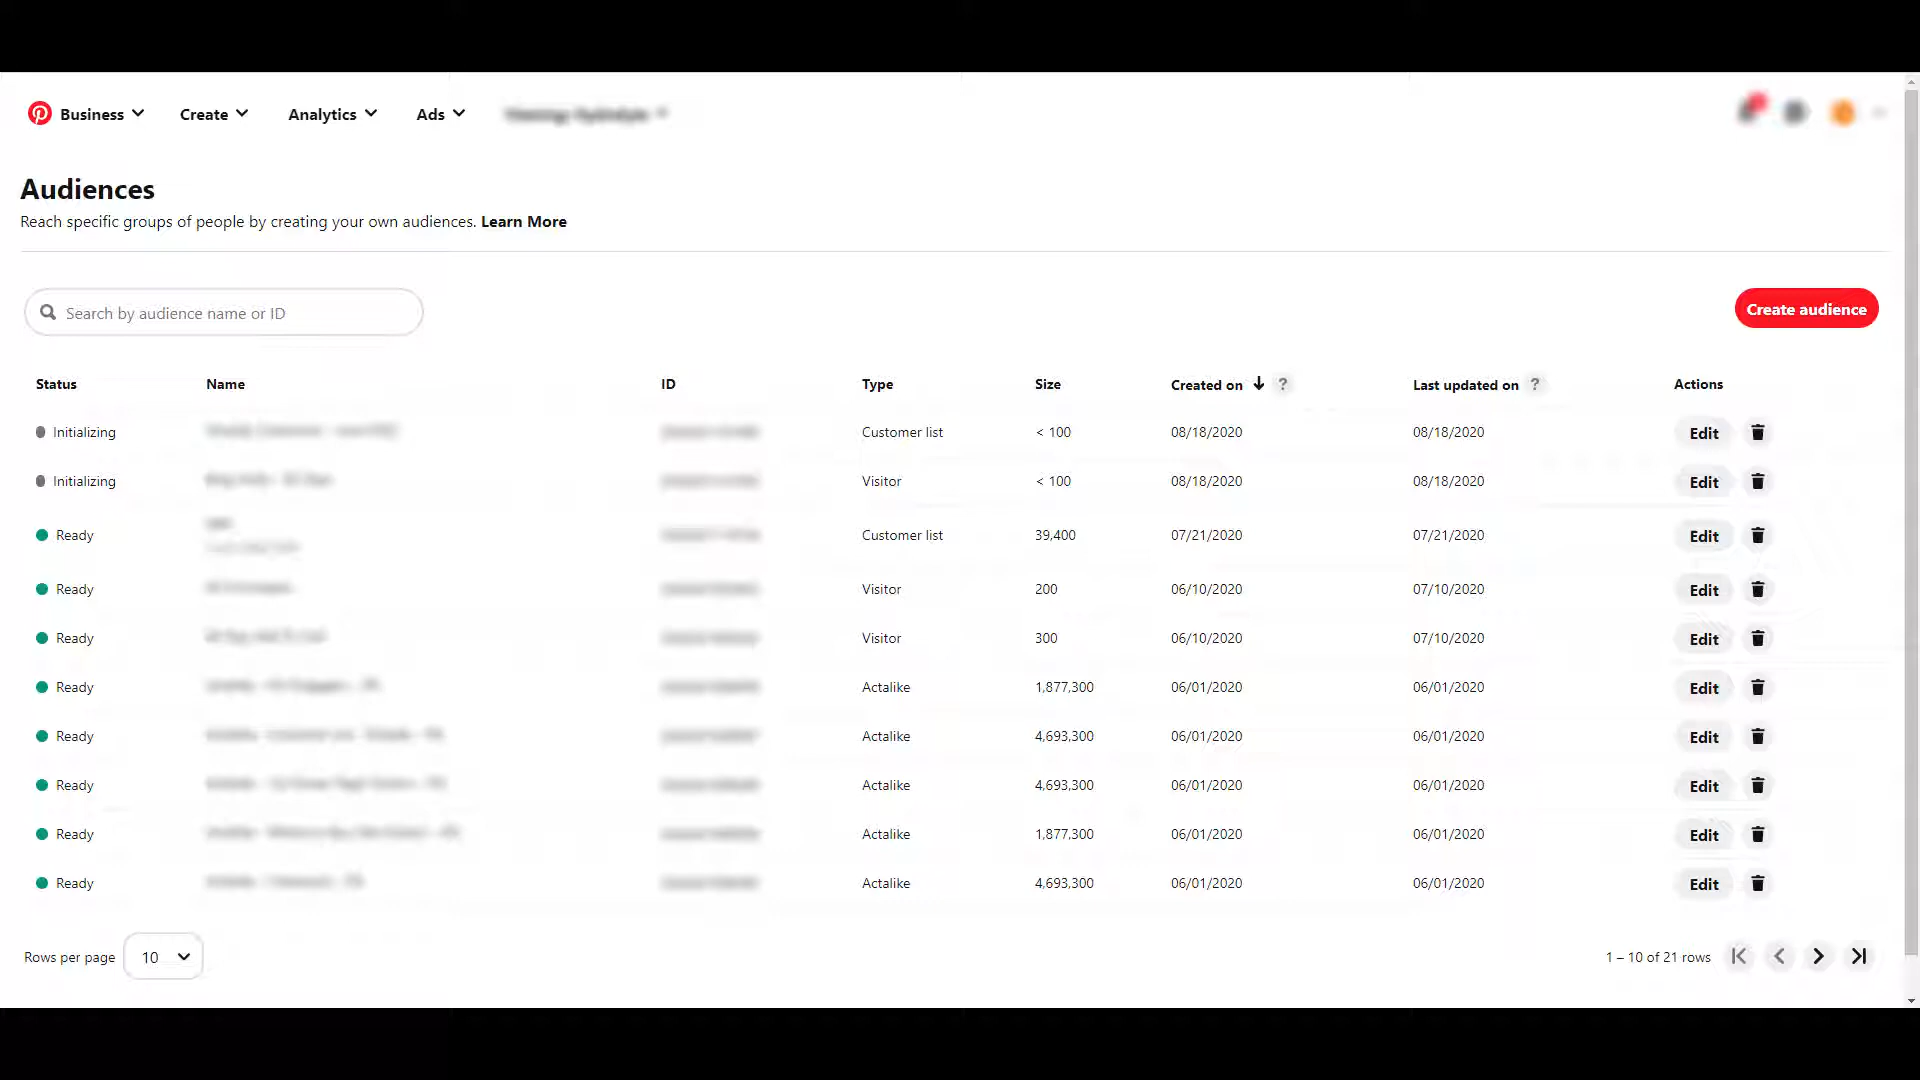 Business Create Analytics Ads
Audiences
Reach specific groups of people by creating your own audiences. Learn More
Search by audience name or ID
Create audience
Status Name ID Type Size Created on ? Last updated on ? Actions
Initializing Customer list < 100 08/18/2020 08/18/2020 Edit
Initializing Visitor < 100 08/18/2020 08/18/2020 Edit
Ready Customer list 39,400 07/21/2020 07/21/2020 Edit
Ready Visitor 200 06/10/2020 07/10/2020 Edit
Ready Visitor 300 06/10/2020 07/10/2020 Edit
Ready Actalike 1,877,300 06/01/2020 06/01/2020 Edit
Ready Actalike 4,693,300 06/01/2020 06/01/2020 Edit
Ready Actalike 4,693,300 06/01/2020 06/01/2020 Edit
Ready Actalike 1,877,300 06/01/2020 06/01/2020 Edit
Ready Actalike 4,693,300 06/01/2020 06/01/2020 Edit
Rows per page 10 1 – 10 of 21 rows